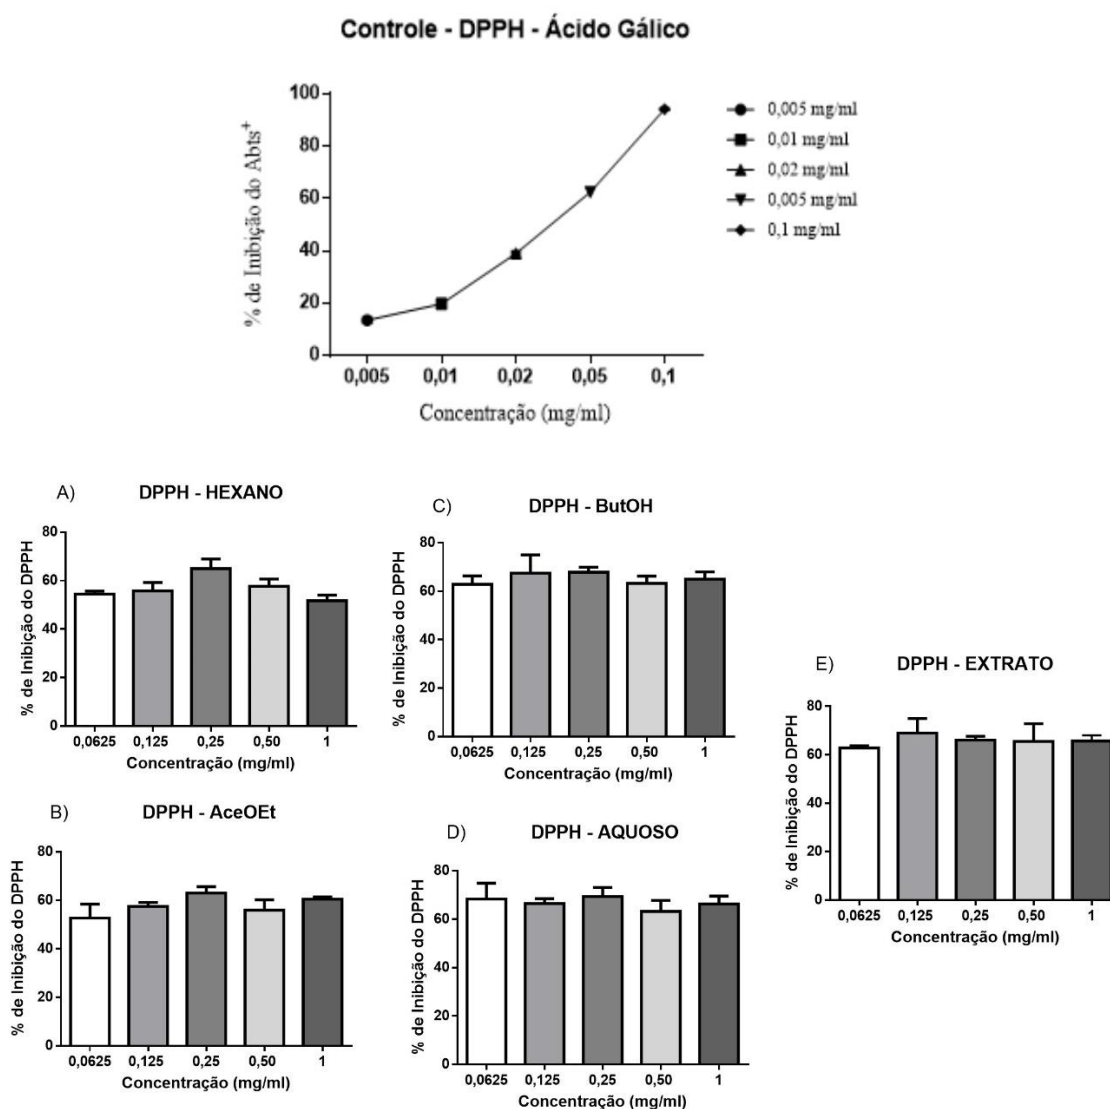 Controle - DPPH - Ácido Gálico
% de Inibição do Abts⁺
100
80
60
40
20
0
0,005 0,01 0,02 0,05 0,1
Concentração (mg/ml)
0,005 mg/ml
0,01 mg/ml
0,02 mg/ml
0,005 mg/ml
0,1 mg/ml
A) DPPH - HEXANO
% de Inibição do DPPH
80
60
40
20
0
0,0625 0,125 0,25 0,50 1
Concentração (mg/ml)
B) DPPH - AceOEt
% de Inibição do DPPH
80
60
40
20
0
0,0625 0,125 0,25 0,50 1
Concentração (mg/ml)
C) DPPH - ButOH
% de Inibição do DPPH
80
60
40
20
0
0,0625 0,125 0,25 0,50 1
Concentração (mg/ml)
D) DPPH - AQUOSO
% de Inibição do DPPH
80
60
40
20
0
0,0625 0,125 0,25 0,50 1
Concentração (mg/ml)
E) DPPH - EXTRATO
% de Inibição do DPPH
80
60
40
20
0
0,0625 0,125 0,25 0,50 1
Concentração (mg/ml)